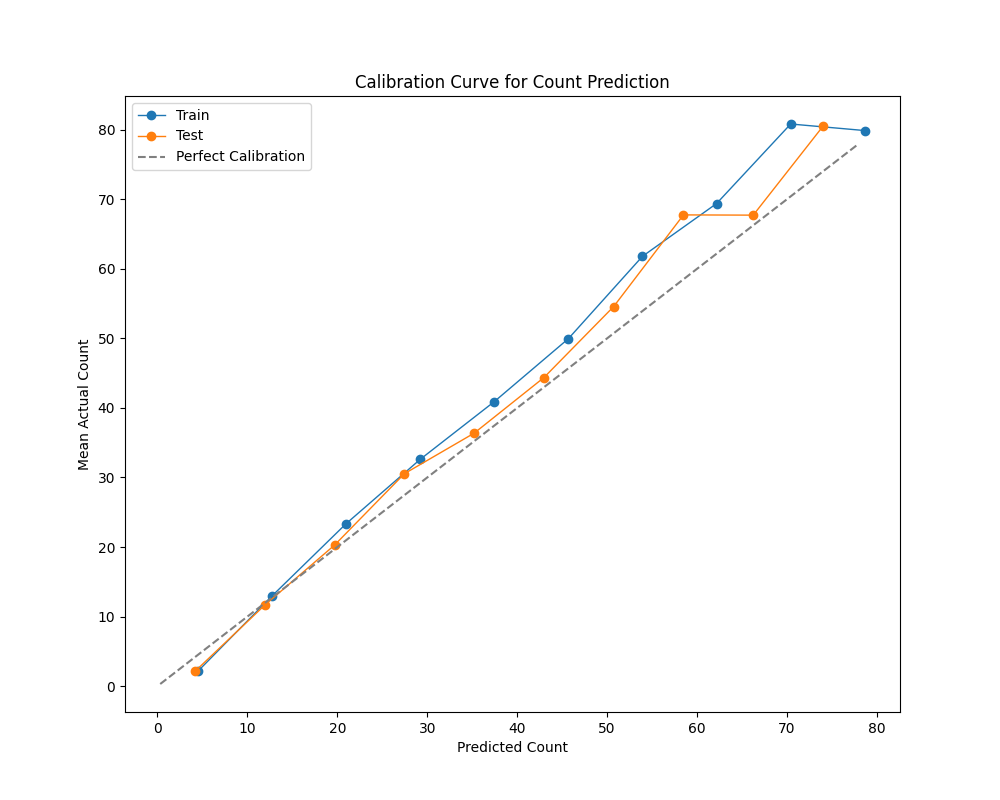 Calibration Curve for Count Prediction
Train
Test
Perfect Calibration
80
70
60
50
40
30
20
10
0
Mean Actual Count
0 10 20 30 40 50 60 70 80
Predicted Count